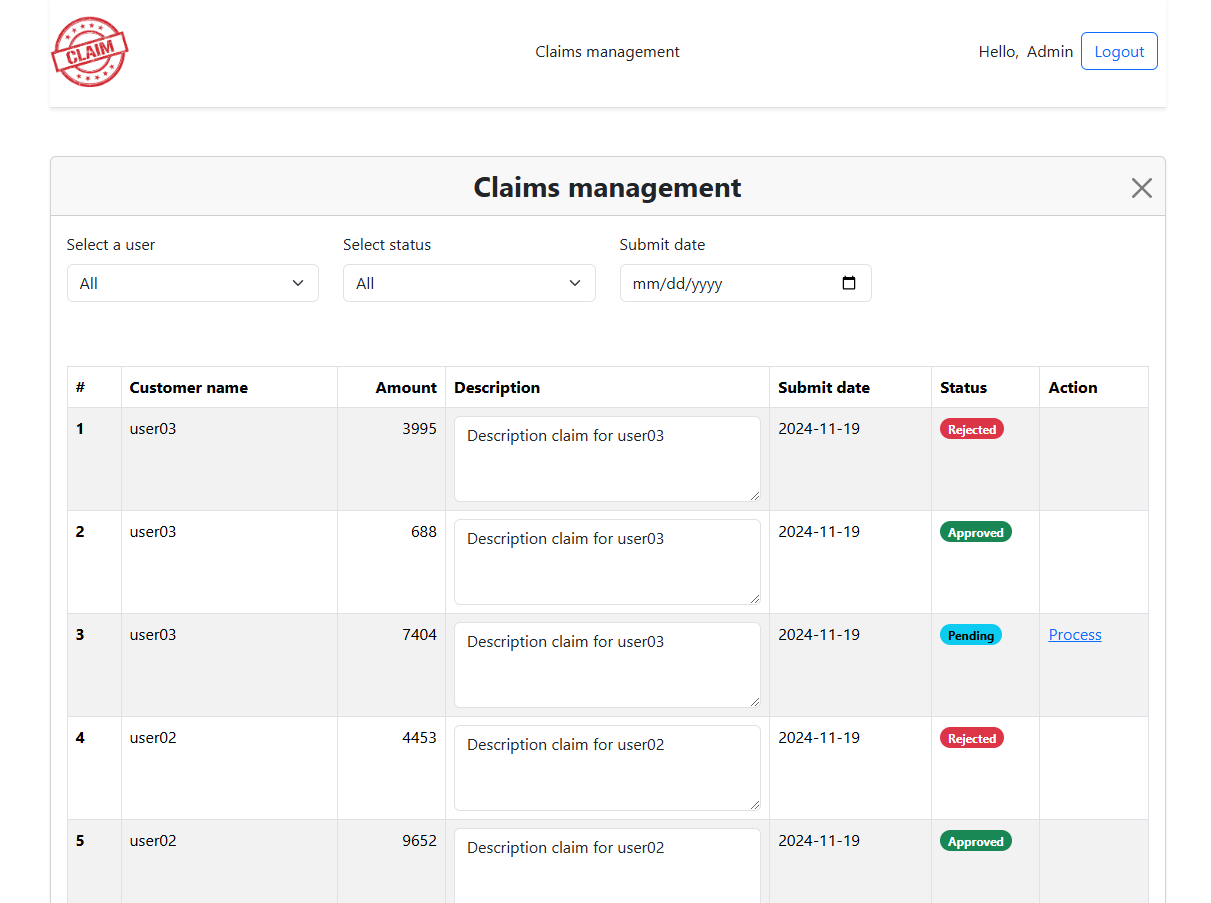 CLAIM
Claims management
Hello, Admin Logout
Claims management
Select a user Select status Submit date
All All mm/dd/yyyy
# Customer name Amount Description Submit date Status Action
1 user03 3995 Description claim for user03 2024-11-19 Rejected
2 user03 688 Description claim for user03 2024-11-19 Approved
3 user03 7404 Description claim for user03 2024-11-19 Pending Process
4 user02 4453 Description claim for user02 2024-11-19 Rejected
5 user02 9652 Description claim for user02 2024-11-19 Approved